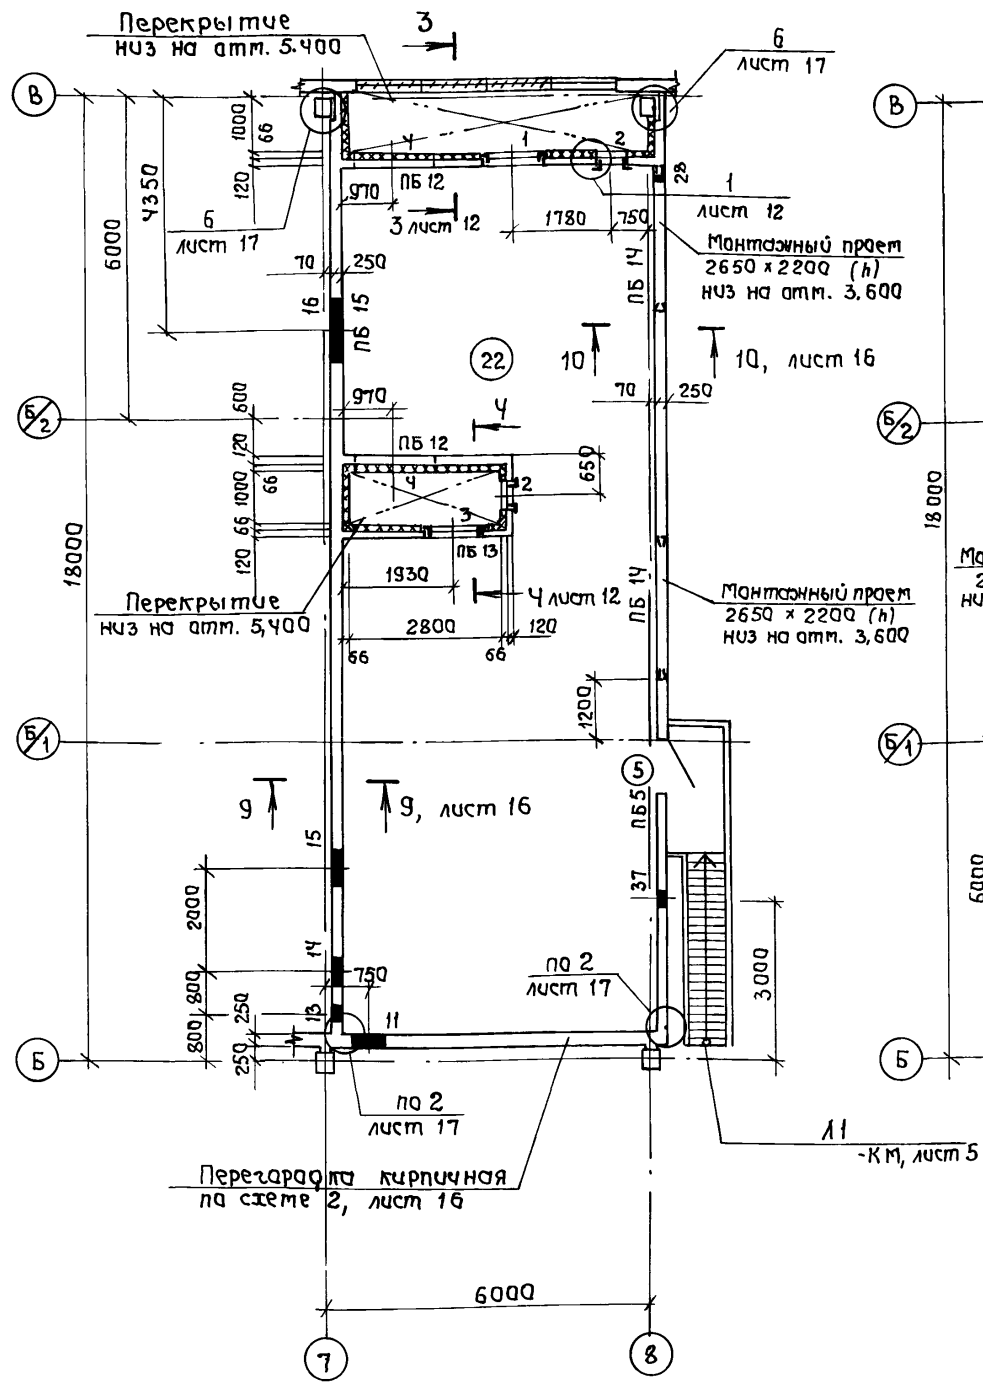 Перекрытие
низ на отм. 5.400
3
6
лист 17
В
В
1000
66
120
4350
6000
18000
4
1
2
28
ПБ 12
970
3 лист 12
1780
750
1
лист 12
6
лист 17
70
250
16
ПБ 15
ПБ 14
Монтажный проем
2650 × 2200 (h)
низ на отм. 3,600
22
10
10, лист 16
70
250
Б/2
Б/2
600
120
1000
66
66
120
970
4
ПБ 12
650
4
2
3
ПБ 13
1930
4 лист 12
2800
120
66
66
Перекрытие
низ на отм. 5,400
ПБ 14
Монтажный проем
2650 × 2200 (h)
низ на отм. 3,600
18000
Мо
2
ни
1200
Б/1
Б/1
5
ПБ 5
9
9, лист 16
15
37
2000
14
750
800
13
11
250
800
250
по 2
лист 17
3000
6000
Б
Б
по 2
лист 17
Л1
-КМ, лист 5
Перегородка кирпичная
по схеме 2, лист 16
6000
7
8